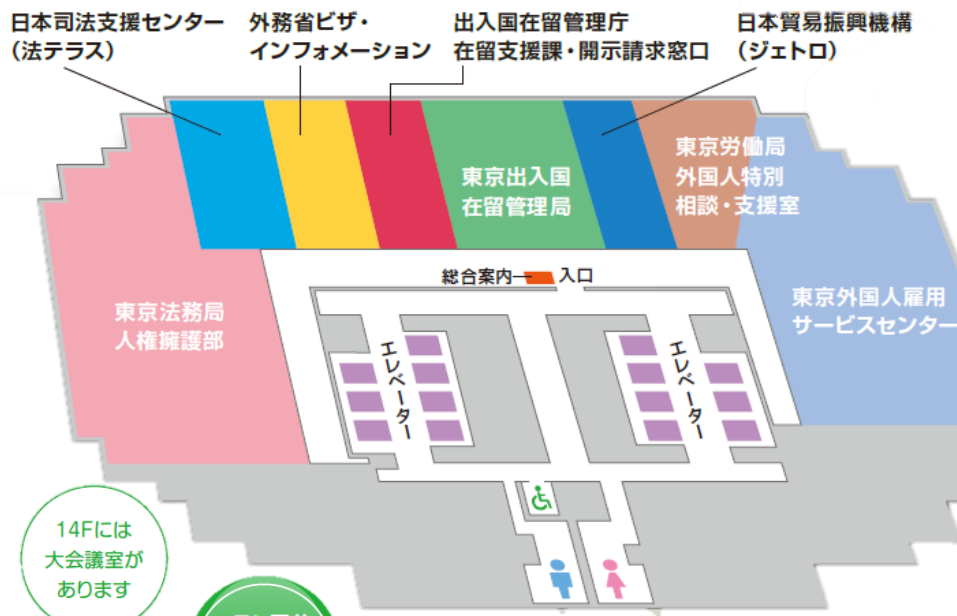 日本司法支援センター
（法テラス）
外務省ビザ・
インフォメーション
出入国在留管理庁
在留支援課・開示請求窓口
日本貿易振興機構
（ジェトロ）
東京出入国
在留管理局
東京労働局
外国人特別
相談・支援室
総合案内
入口
東京法務局
人権擁護部
東京外国人雇用
サービスセンター
エレベーター
エレベーター
14Fには
大会議室が
あります